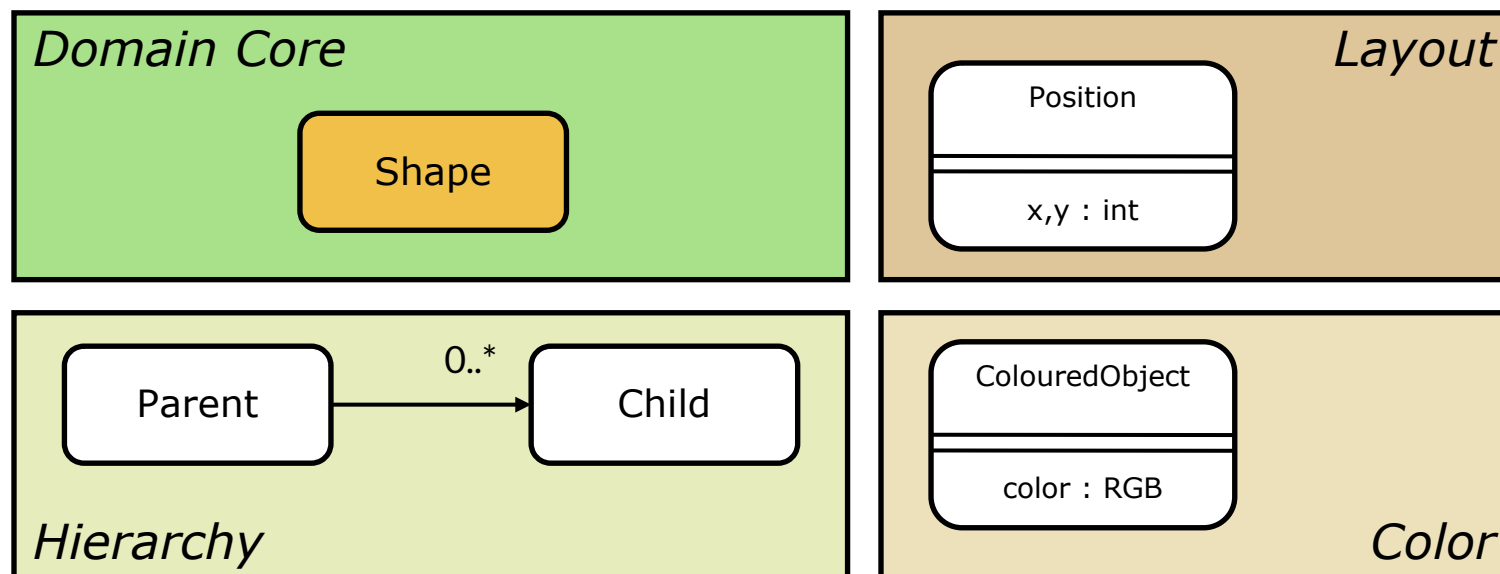 Domain Core
Shape
Layout
Position
x,y : int
Parent
0..*
Child
Hierarchy
ColouredObject
color : RGB
Color